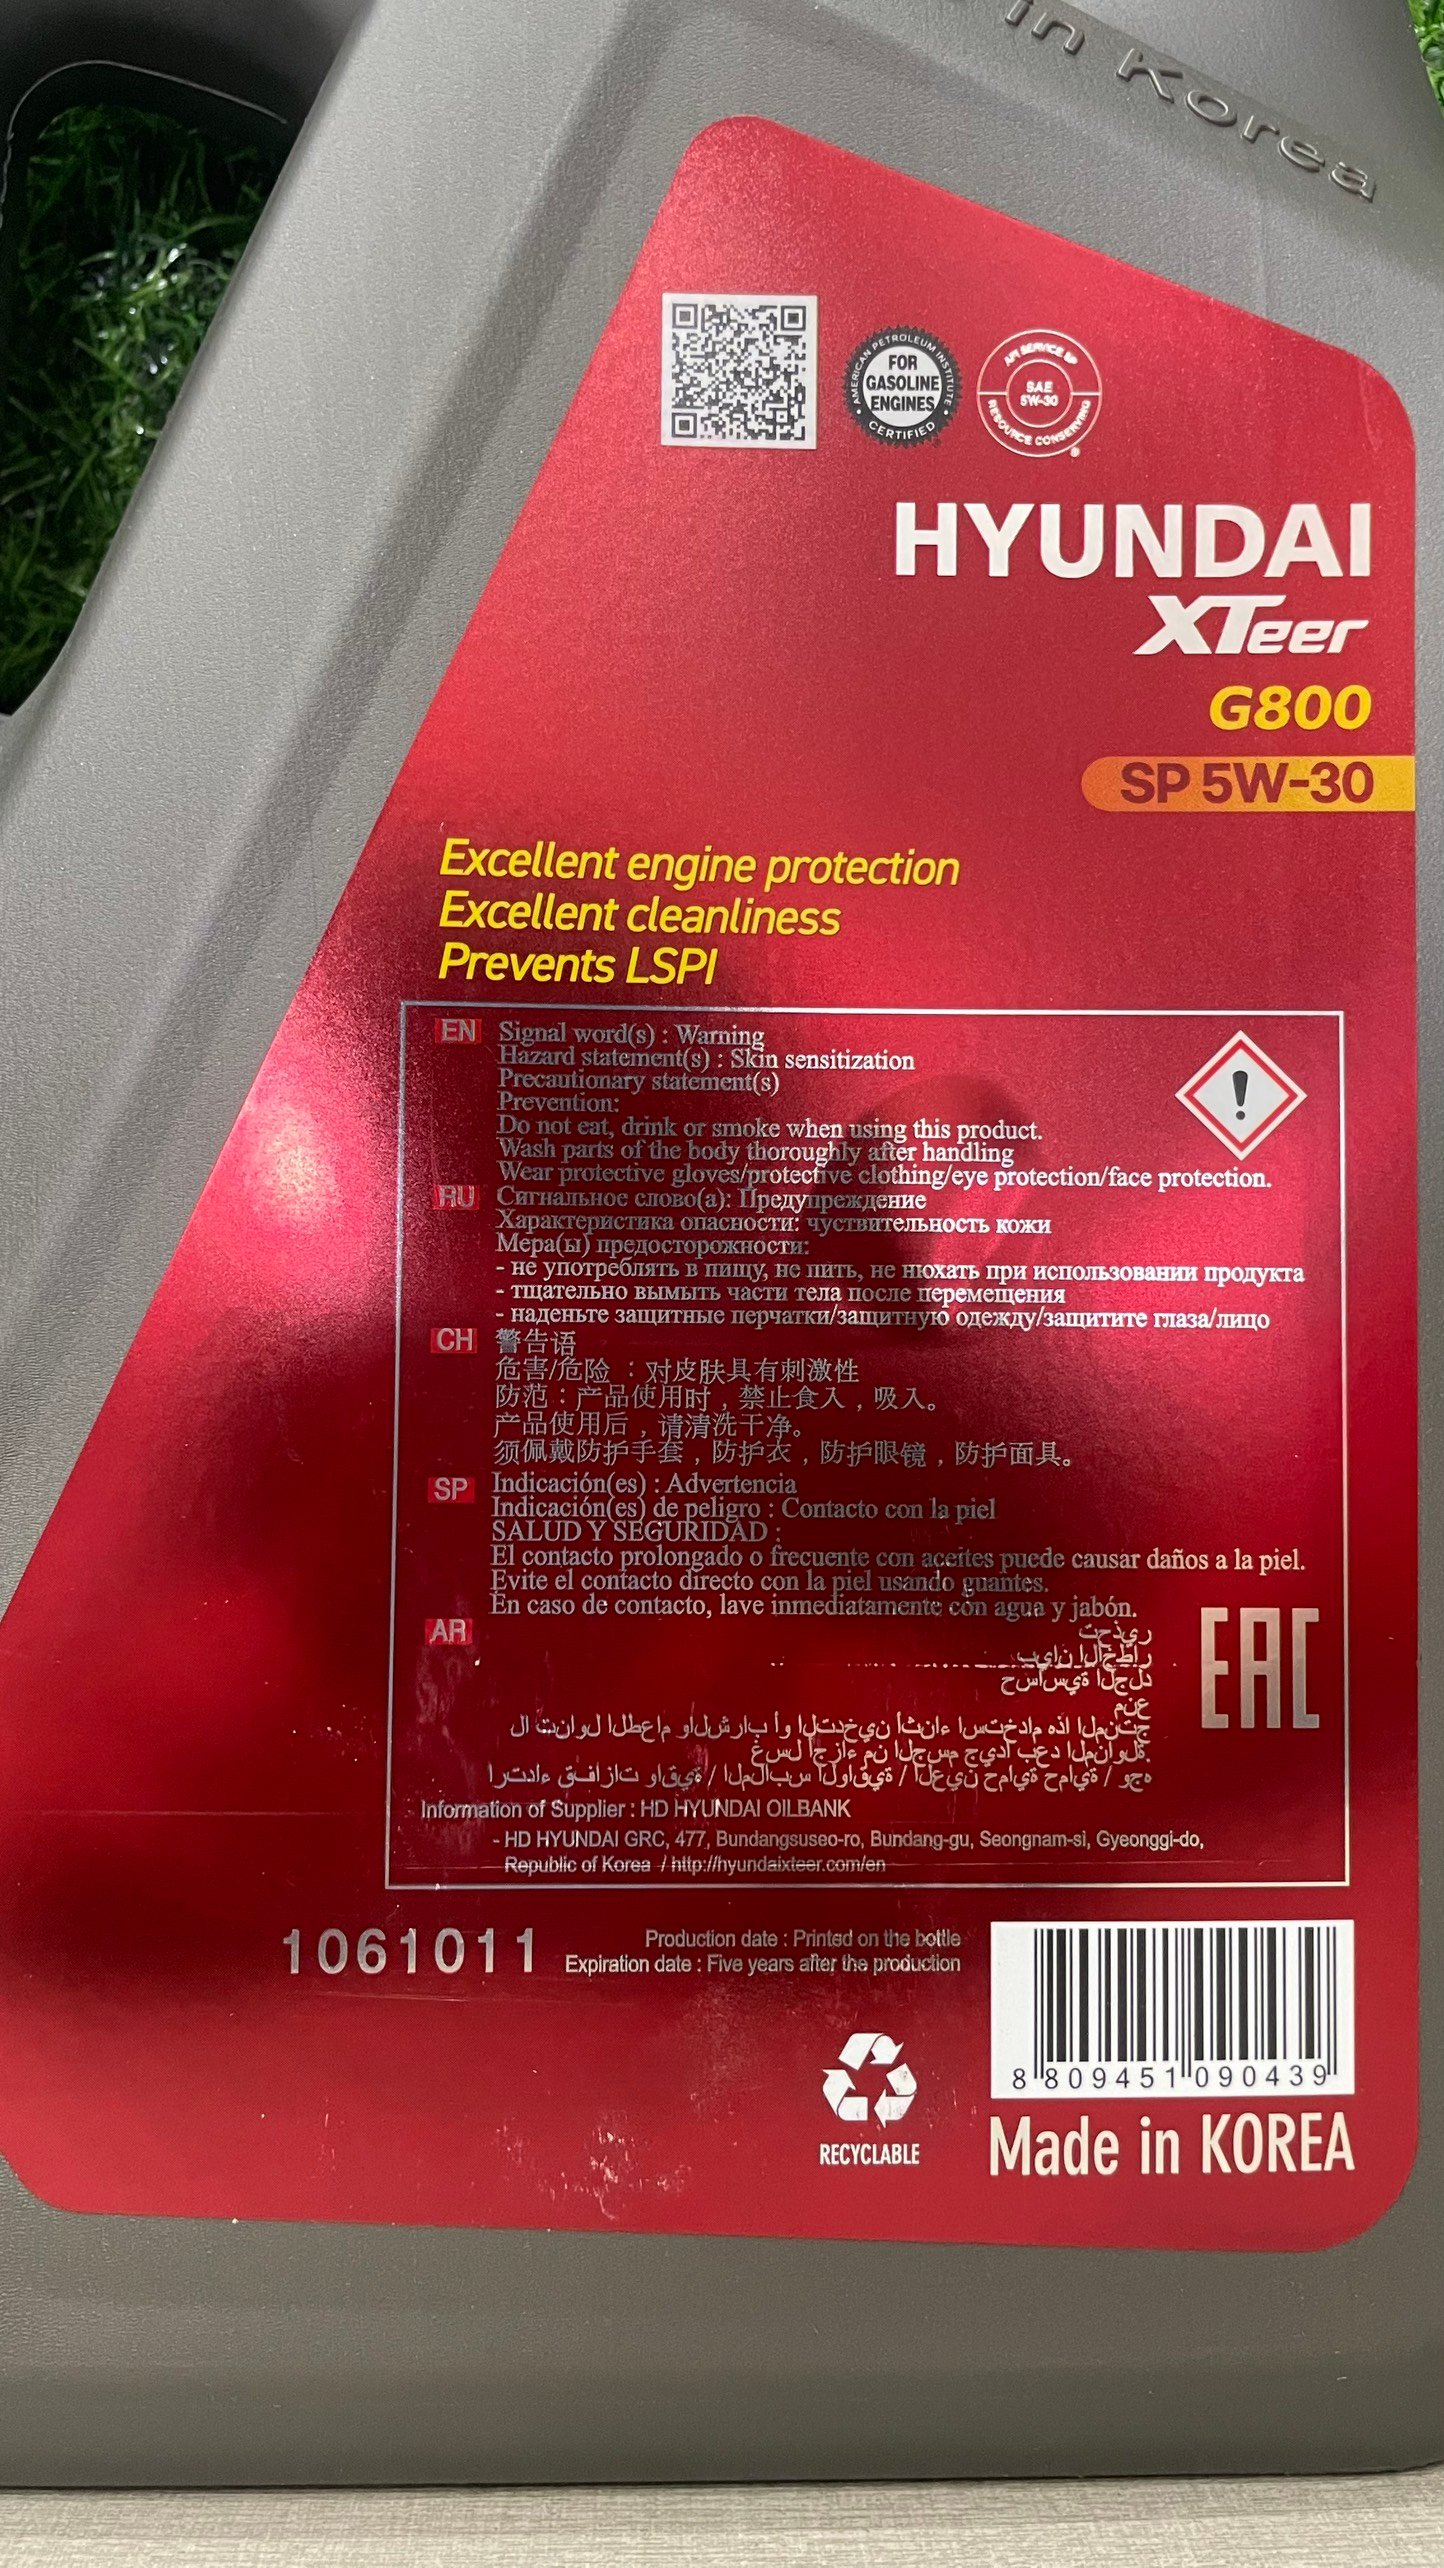 in Korea
AMERICAN PETROLEUM INSTITUTE
FOR
GASOLINE
ENGINES
CERTIFIED
API SERVICE SP
SAE
5W-30
RESOURCE CONSERVING
HYUNDAI
XTeer
G800
SP 5W-30
Excellent engine protection
Excellent cleanliness
Prevents LSPI
EN Signal word(s) : Warning
Hazard statement(s) : Skin sensitization
Precautionary statement(s)
Prevention:
Do not eat, drink or smoke when using this product.
Wash parts of the body thoroughly after handling
Wear protective gloves/protective clothing/eye protection/face protection.
RU Сигнальное слово(а): Предупреждение
Характеристика опасности: чуствительность кожи
Мера(ы) предосторожности:
- не употреблять в пищу, не пить, не нюхать при использовании продукта
- тщательно вымыть части тела после перемещения
- наденьте защитные перчатки/защитную одежду/защитите глаза/лицо
CH 警告语
危害/危险 ：对皮肤具有刺激性
防范：产品使用时，禁止食入，吸入。
产品使用后，请清洗干净。
须佩戴防护手套，防护衣，防护眼镜，防护面具。
SP Indicación(es) : Advertencia
Indicación(es) de peligro : Contacto con la piel
SALUD Y SEGURIDAD :
El contacto prolongado o frecuente con aceites puede causar daños a la piel.
Evite el contacto directo con la piel usando guantes.
En caso de contacto, lave inmediatamente con agua y jabón.
AR تحذير
بيان الأخطار
حساسية الجلد
منع
لا تناول الطعام والشراب أو التدخين أثناء استخدام هذا المنتج
غسل اجزاء من الجسم جيدا بعد المناولة.
ارتداء قفازات واقية / الملابس الواقية / العين حماية حماية / وجه
EAC
Information of Supplier : HD HYUNDAI OILBANK
- HD HYUNDAI GRC, 477, Bundangsuseo-ro, Bundang-gu, Seongnam-si, Gyeonggi-do,
Republic of Korea / http://hyundaixteer.com/en
1061011
Production date : Printed on the bottle
Expiration date : Five years after the production
8 809451 090439
RECYCLABLE
Made in KOREA